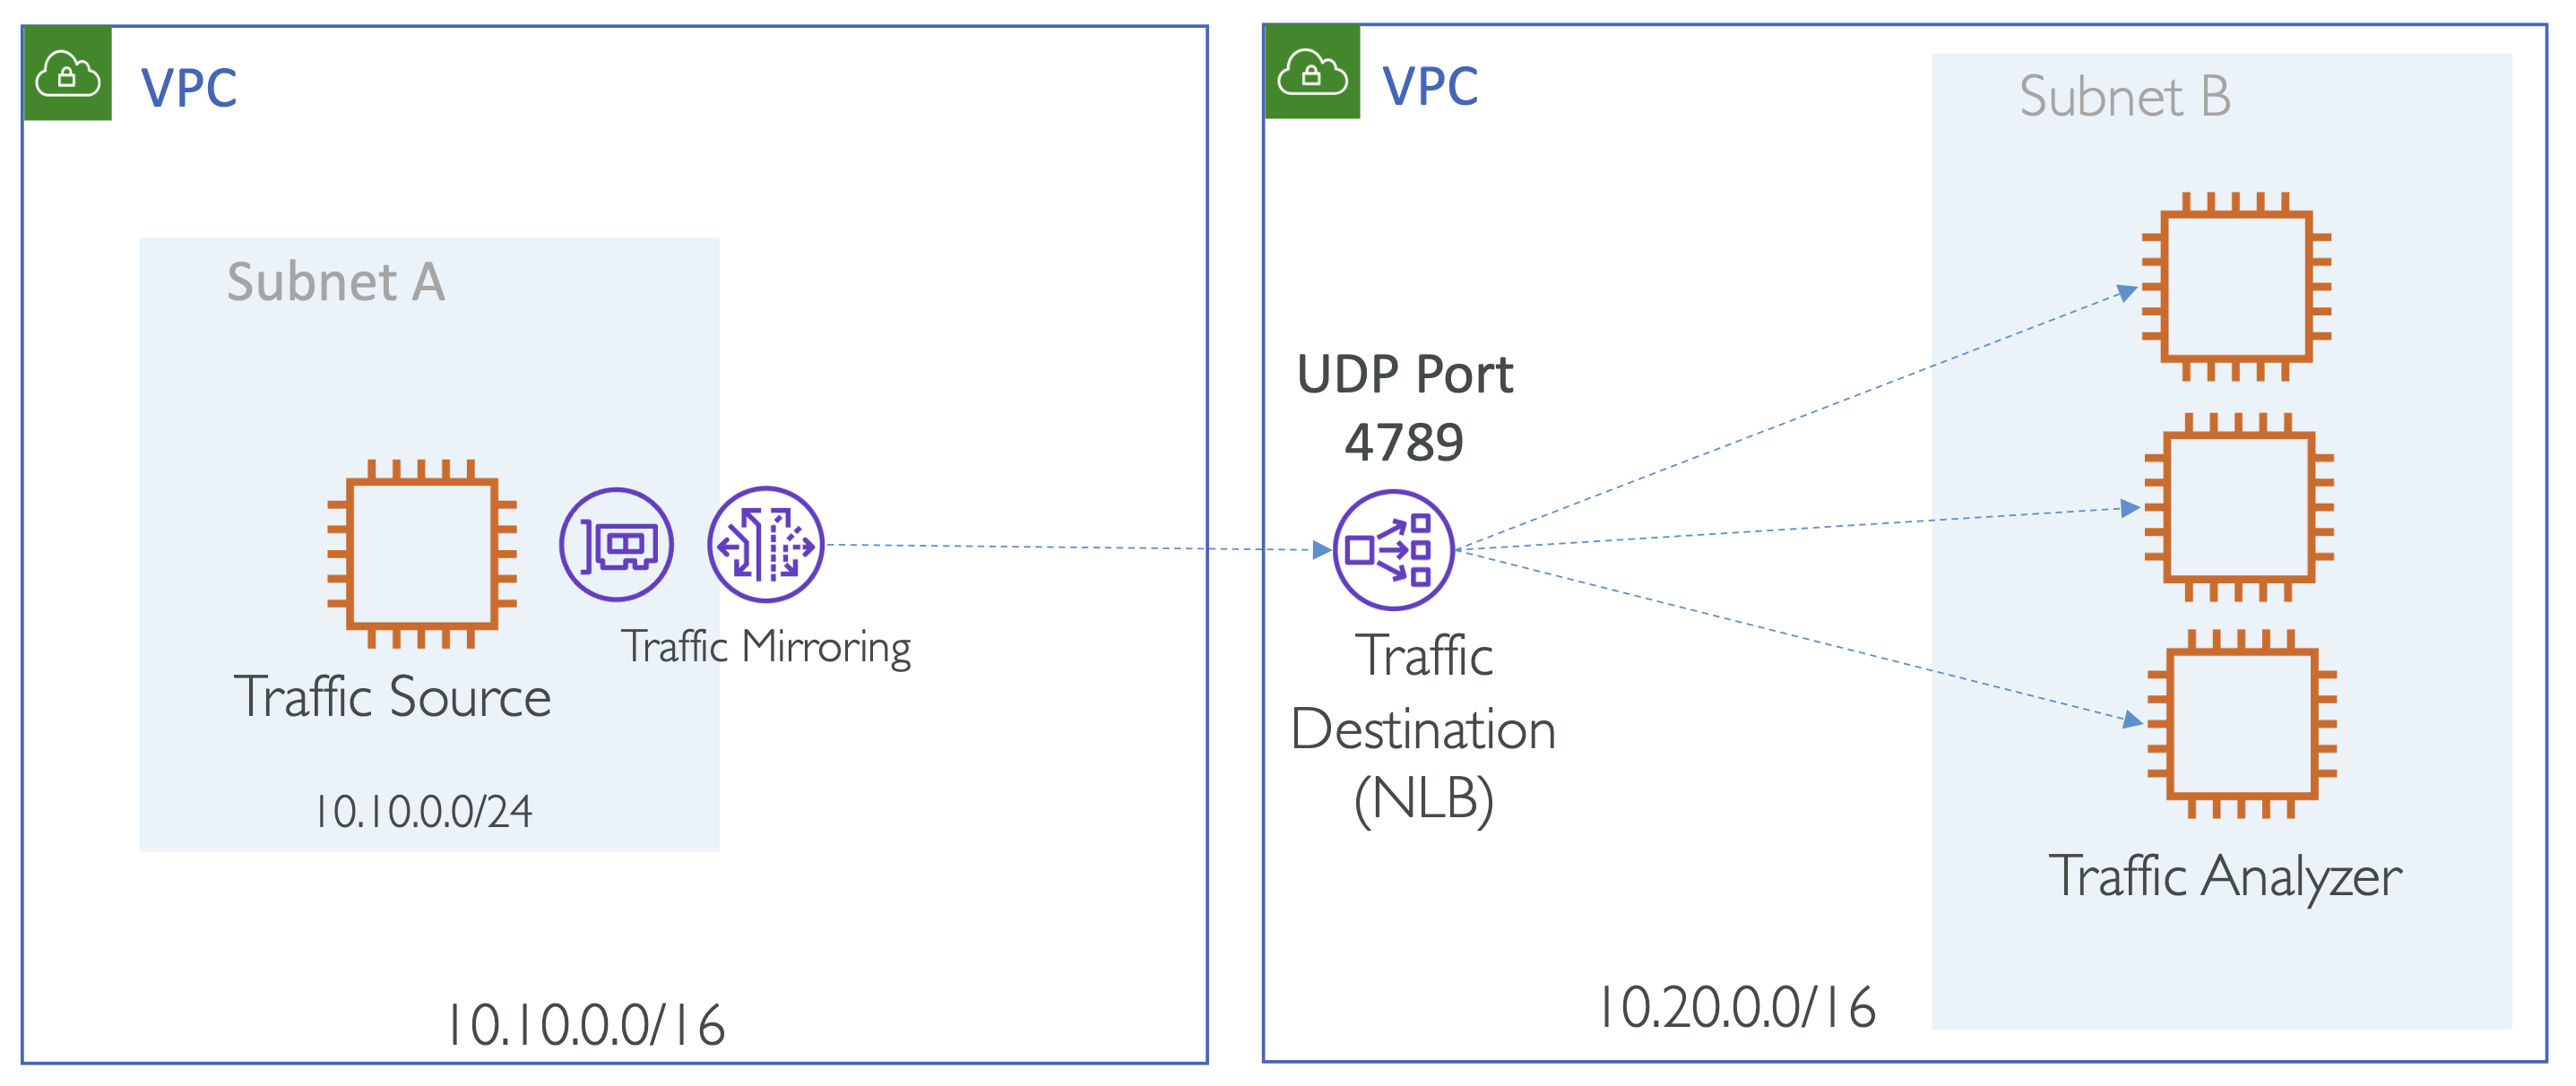 VPC
Subnet A
Traffic Source
Traffic Mirroring
10.10.0.0/24
10.10.0.0/16
VPC
Subnet B
UDP Port
4789
Traffic
Destination
(NLB)
Traffic Analyzer
10.20.0.0/16